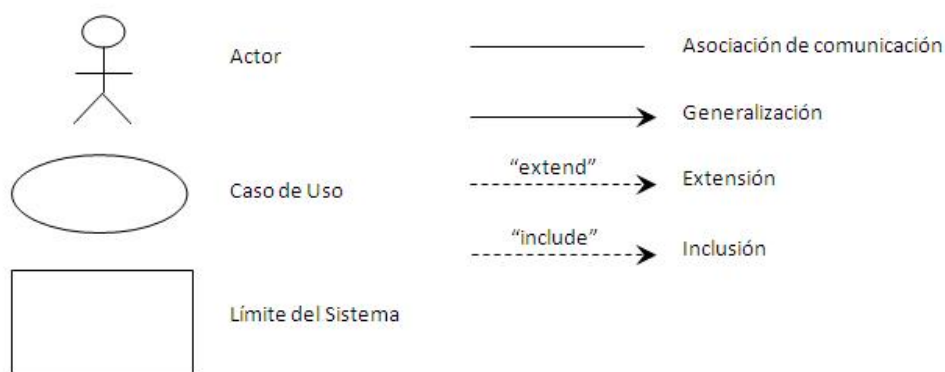 Actor
Caso de Uso
Límite del Sistema
Asociación de comunicación
Generalización
“extend”
Extensión
“include”
Inclusión